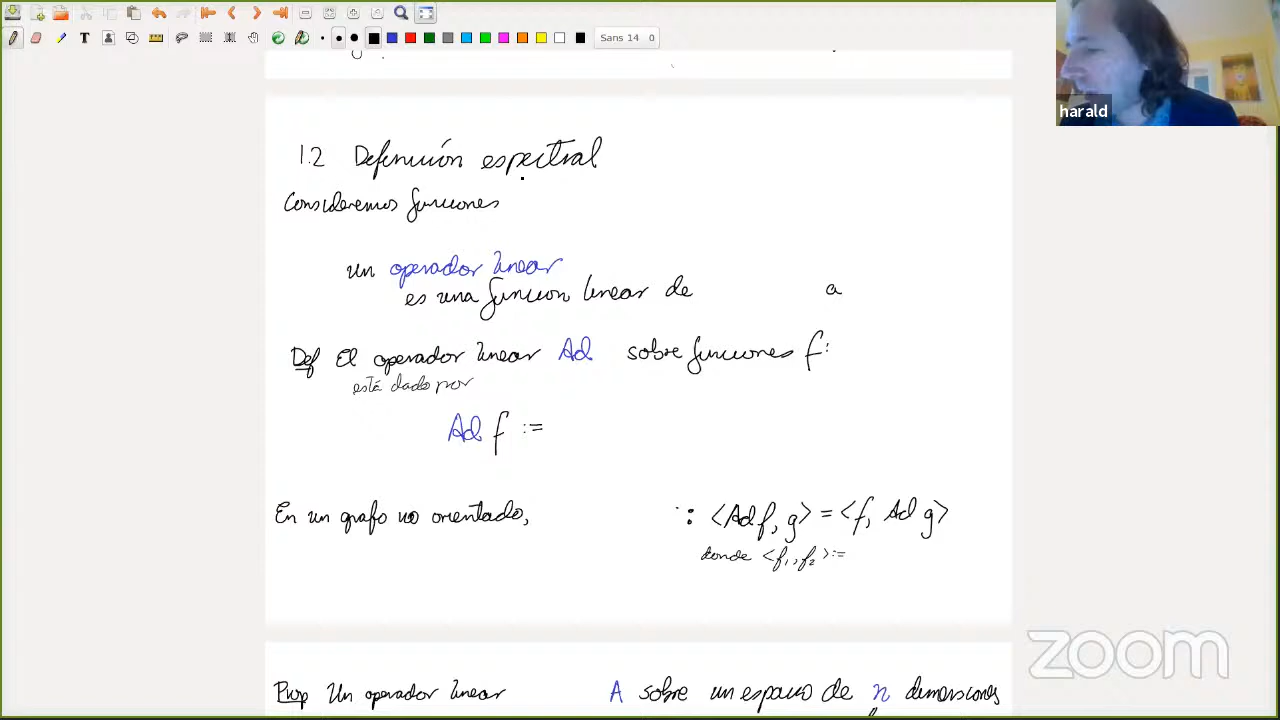 Sans 14 0
harald
1.2 Definición espectral
Consideremos funciones
un operador linear
es una función linear de a
Def El operador linear Ad sobre funciones f:
está dado por
Ad f :=
En un grafo no orientado, : <Ad f, g> = <f, Ad g>
donde <f₁, f₂> :=
zoom
Prop Un operador linear A sobre un espacio de n dimensiones